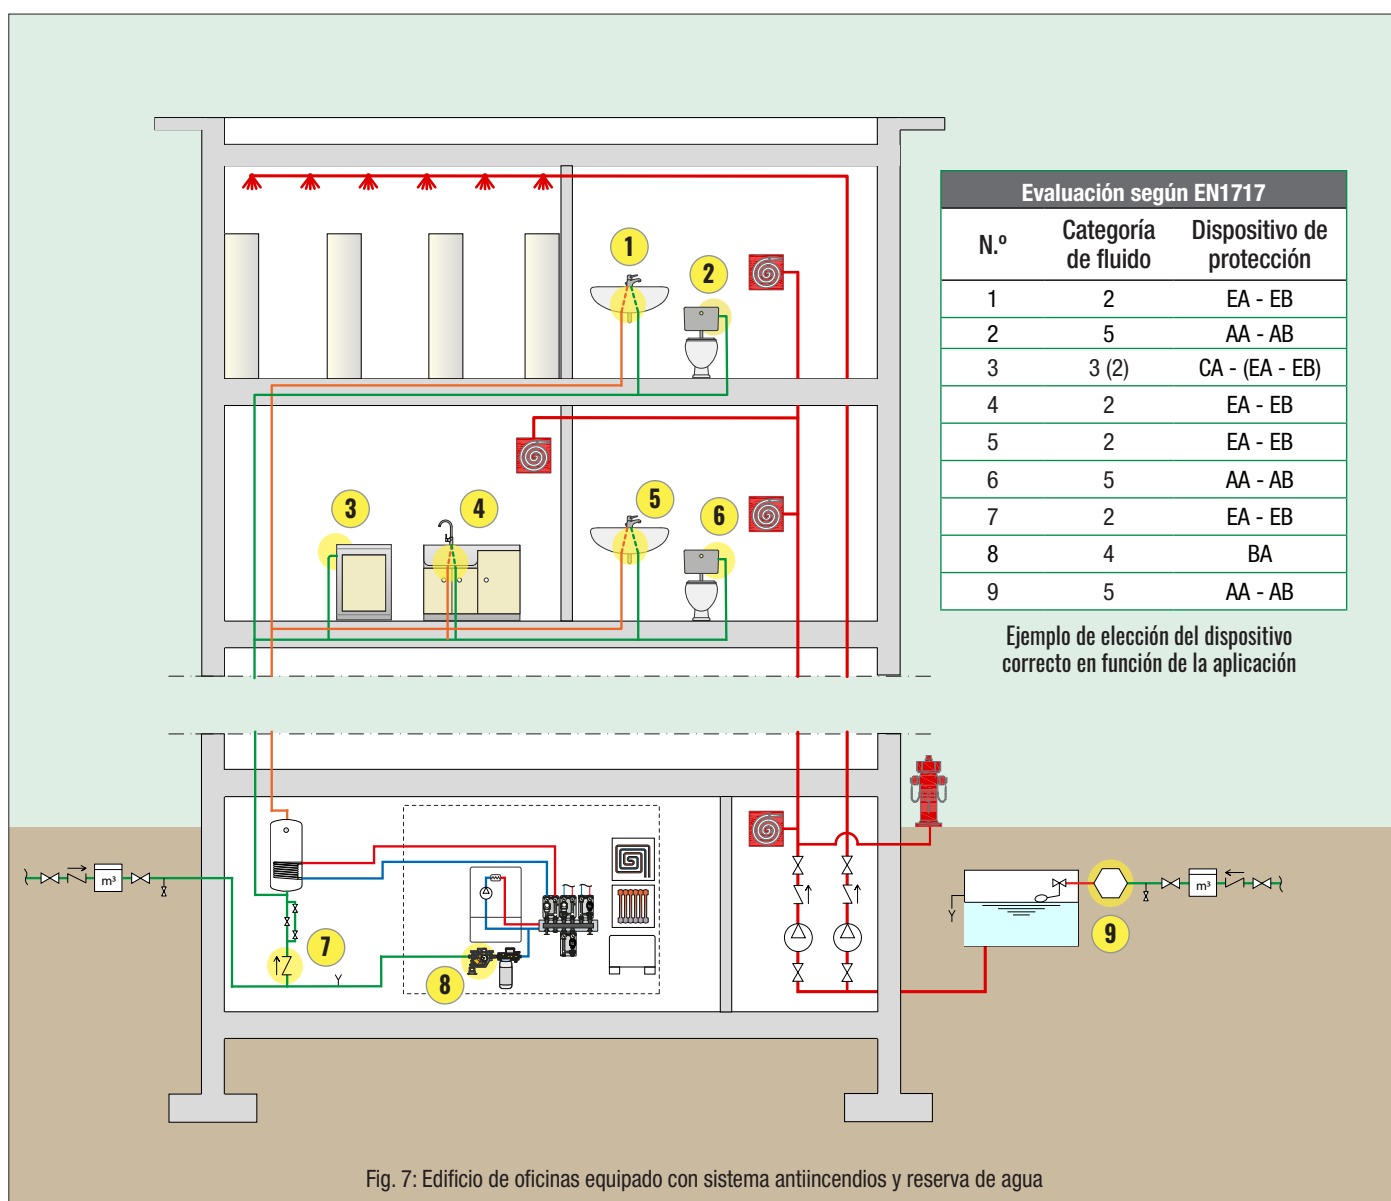 Evaluación según EN1717
N.º Categoría de fluido Dispositivo de protección
1 2 EA - EB
2 5 AA - AB
3 3 (2) CA - (EA - EB)
4 2 EA - EB
5 2 EA - EB
6 5 AA - AB
7 2 EA - EB
8 4 BA
9 5 AA - AB
Ejemplo de elección del dispositivo
correcto en función de la aplicación
1
2
3
4
5
6
m³
7
8
m³
9
Fig. 7: Edificio de oficinas equipado con sistema antiincendios y reserva de agua